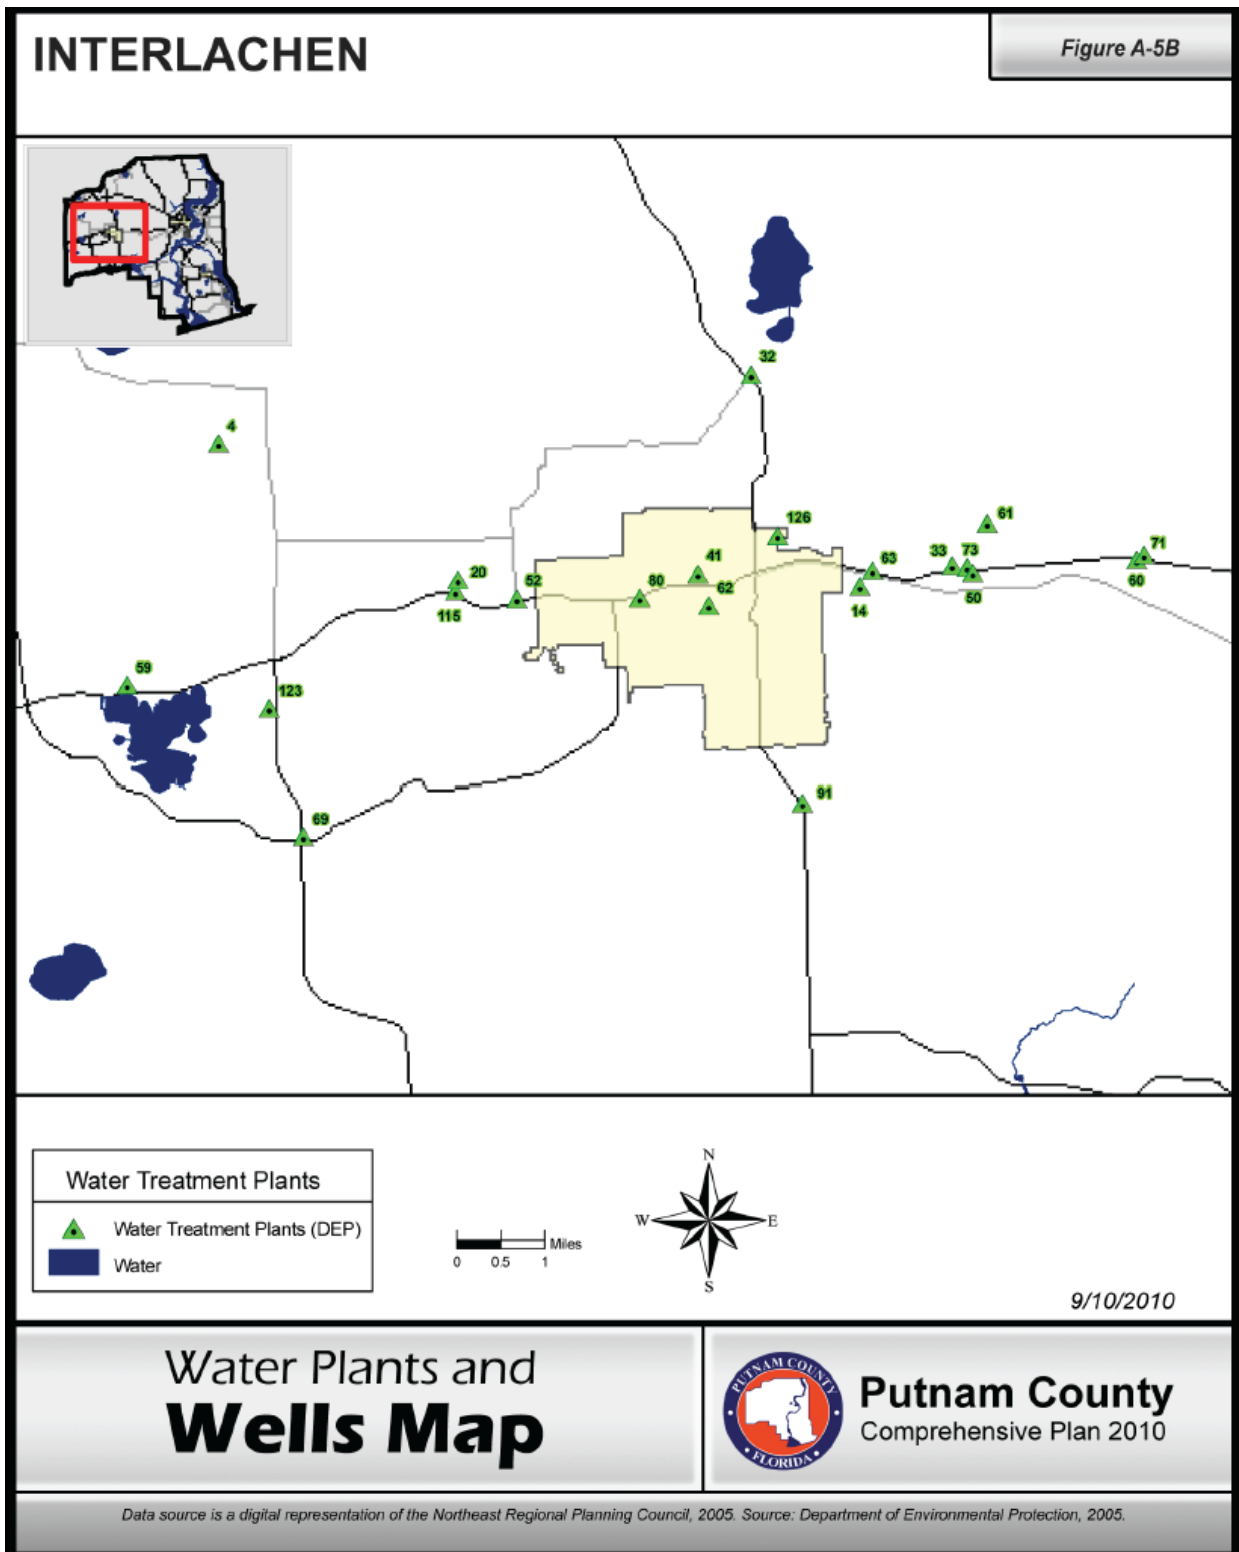 INTERLACHEN
Figure A-5B
32
4
126
61
41
63
33
73
71
20
52
80
62
60
115
14
50
59
123
91
69
Water Treatment Plants
Water Treatment Plants (DEP)
Water
0 0.5 1
Miles
N
W
E
S
9/10/2010
Water Plants and
Wells Map
PUTNAM COUNTY
FLORIDA
Putnam County
Comprehensive Plan 2010
Data source is a digital representation of the Northeast Regional Planning Council, 2005. Source: Department of Environmental Protection, 2005.